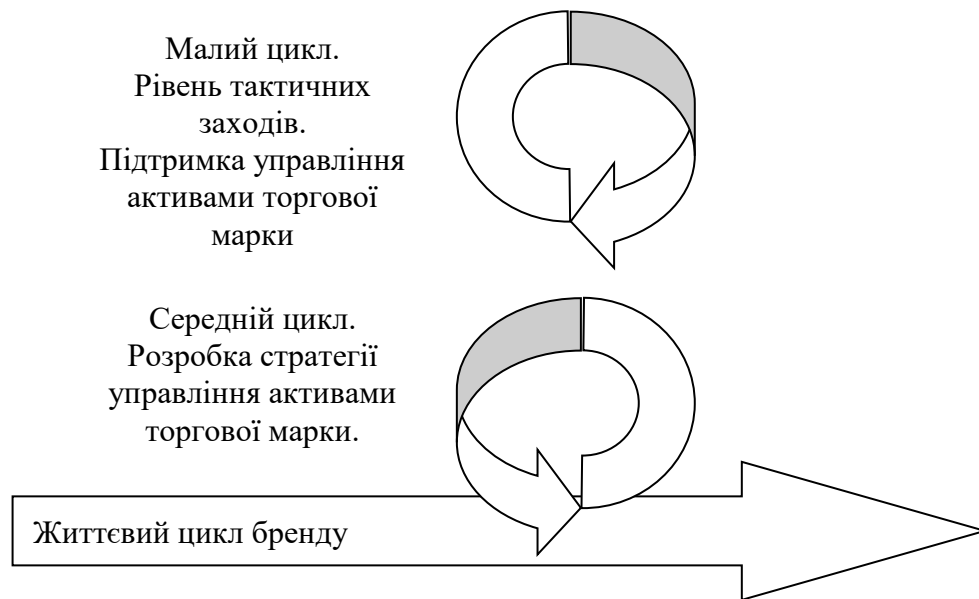 Малий цикл.
Рівень тактичних
заходів.
Підтримка управління
активами торгової
марки
Середній цикл.
Розробка стратегії
управління активами
торгової марки.
Життєвий цикл бренду